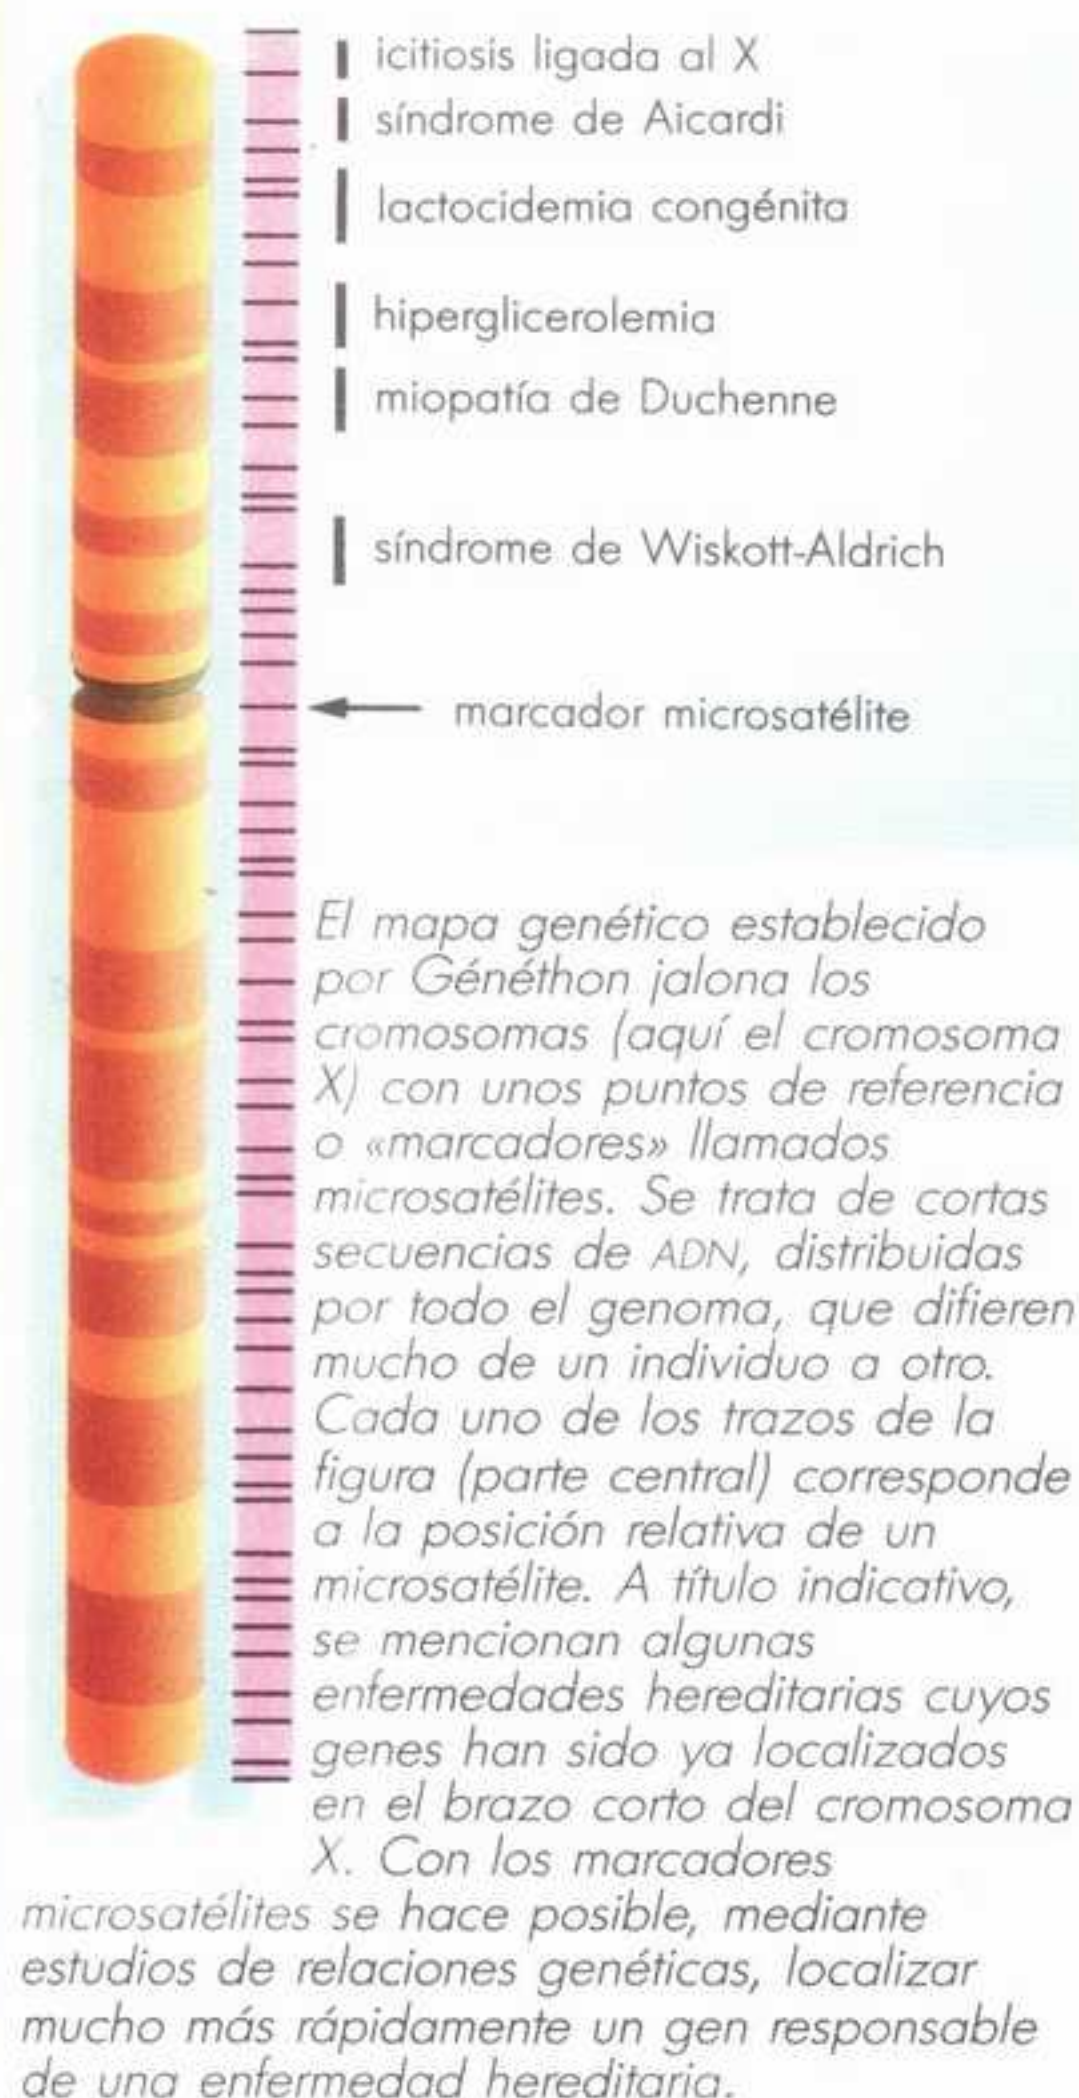 icitiosis ligada al X
síndrome de Aicardi
lactocidemia congénita
hiperglicerolemia
miopatía de Duchenne
síndrome de Wiskott-Aldrich
marcador microsatélite
El mapa genético establecido
por Généthon jalona los
cromosomas (aquí el cromosoma
X) con unos puntos de referencia
o «marcadores» llamados
microsatélites. Se trata de cortas
secuencias de ADN, distribuidas
por todo el genoma, que difieren
mucho de un individuo a otro.
Cada uno de los trazos de la
figura (parte central) corresponde
a la posición relativa de un
microsatélite. A título indicativo,
se mencionan algunas
enfermedades hereditarias cuyos
genes han sido ya localizados
en el brazo corto del cromosoma
X. Con los marcadores
microsatélites se hace posible, mediante
estudios de relaciones genéticas, localizar
mucho más rápidamente un gen responsable
de una enfermedad hereditaria.